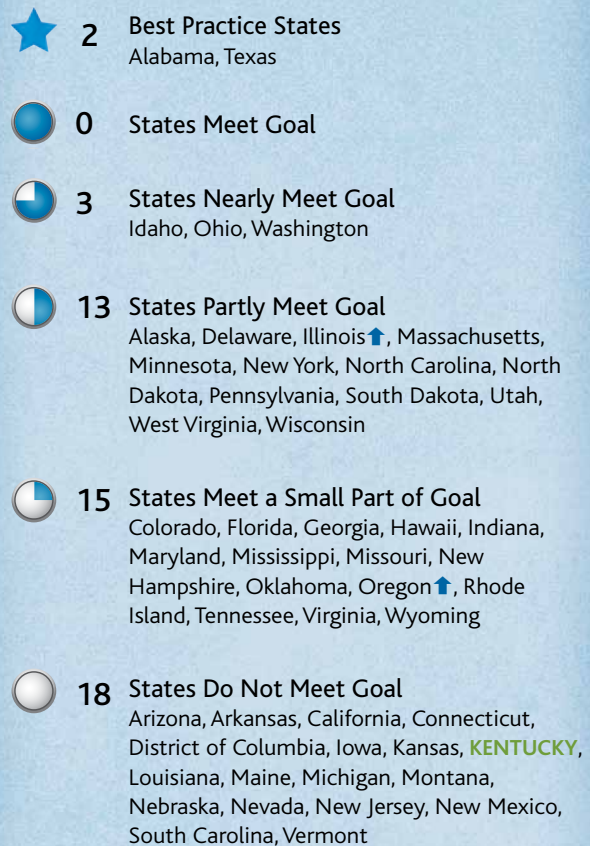 2 Best Practice States
Alabama, Texas
0 States Meet Goal
3 States Nearly Meet Goal
Idaho, Ohio, Washington
13 States Partly Meet Goal
Alaska, Delaware, Illinois⬆, Massachusetts,
Minnesota, New York, North Carolina, North
Dakota, Pennsylvania, South Dakota, Utah,
West Virginia, Wisconsin
15 States Meet a Small Part of Goal
Colorado, Florida, Georgia, Hawaii, Indiana,
Maryland, Mississippi, Missouri, New
Hampshire, Oklahoma, Oregon⬆, Rhode
Island, Tennessee, Virginia, Wyoming
18 States Do Not Meet Goal
Arizona, Arkansas, California, Connecticut,
District of Columbia, Iowa, Kansas, KENTUCKY,
Louisiana, Maine, Michigan, Montana,
Nebraska, Nevada, New Jersey, New Mexico,
South Carolina, Vermont